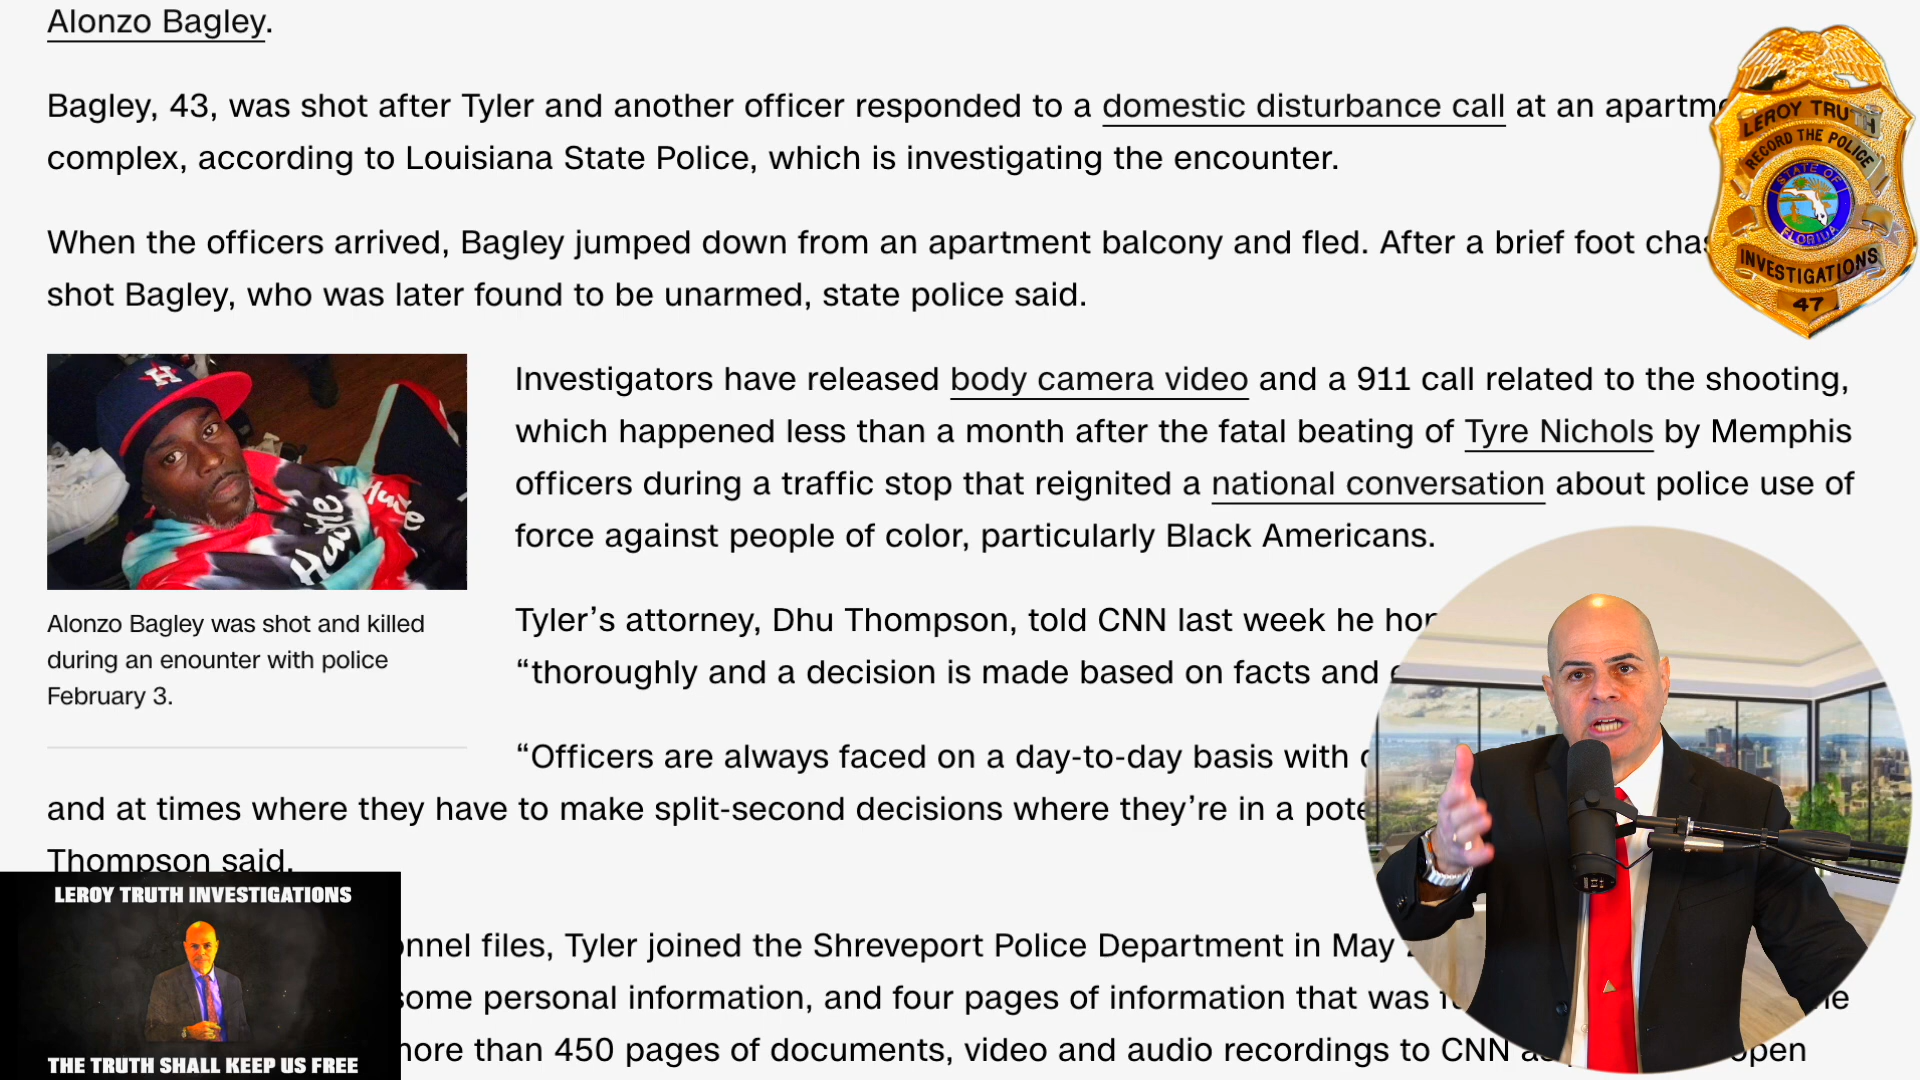 Alonzo Bagley.
Bagley, 43, was shot after Tyler and another officer responded to a domestic disturbance call at an
complex, according to Louisiana State Police, which is investigating the encounter.
When the officers arrived, Bagley jumped down from an apartment balcony and fled. After a brief foot
shot Bagley, who was later found to be unarmed, state police said.
LEROY TRUTH
RECORD THE POLICE
STATE OF
FLORIDA
INVESTIGATIONS
47
Investigators have released body camera video and a 911 call related to the shooting,
which happened less than a month after the fatal beating of Tyre Nichols by Memphis
officers during a traffic stop that reignited a national conversation about police use of
force against people of color, particularly Black Americans.
H
Hustle
Alonzo Bagley was shot and killed
during an enounter with police
February 3.
Tyler’s attorney, Dhu Thompson, told CNN last week he
“thoroughly and a decision is made based on facts and
“Officers are always faced on a day-to-day basis with
and at times where they have to make split-second decisions where they’re in a
Thompson said.
files, Tyler joined the Shreveport Police Department in May
some personal information, and four pages of information that was
more than 450 pages of documents, video and audio recordings to CNN
LEROY TRUTH INVESTIGATIONS
THE TRUTH SHALL KEEP US FREE